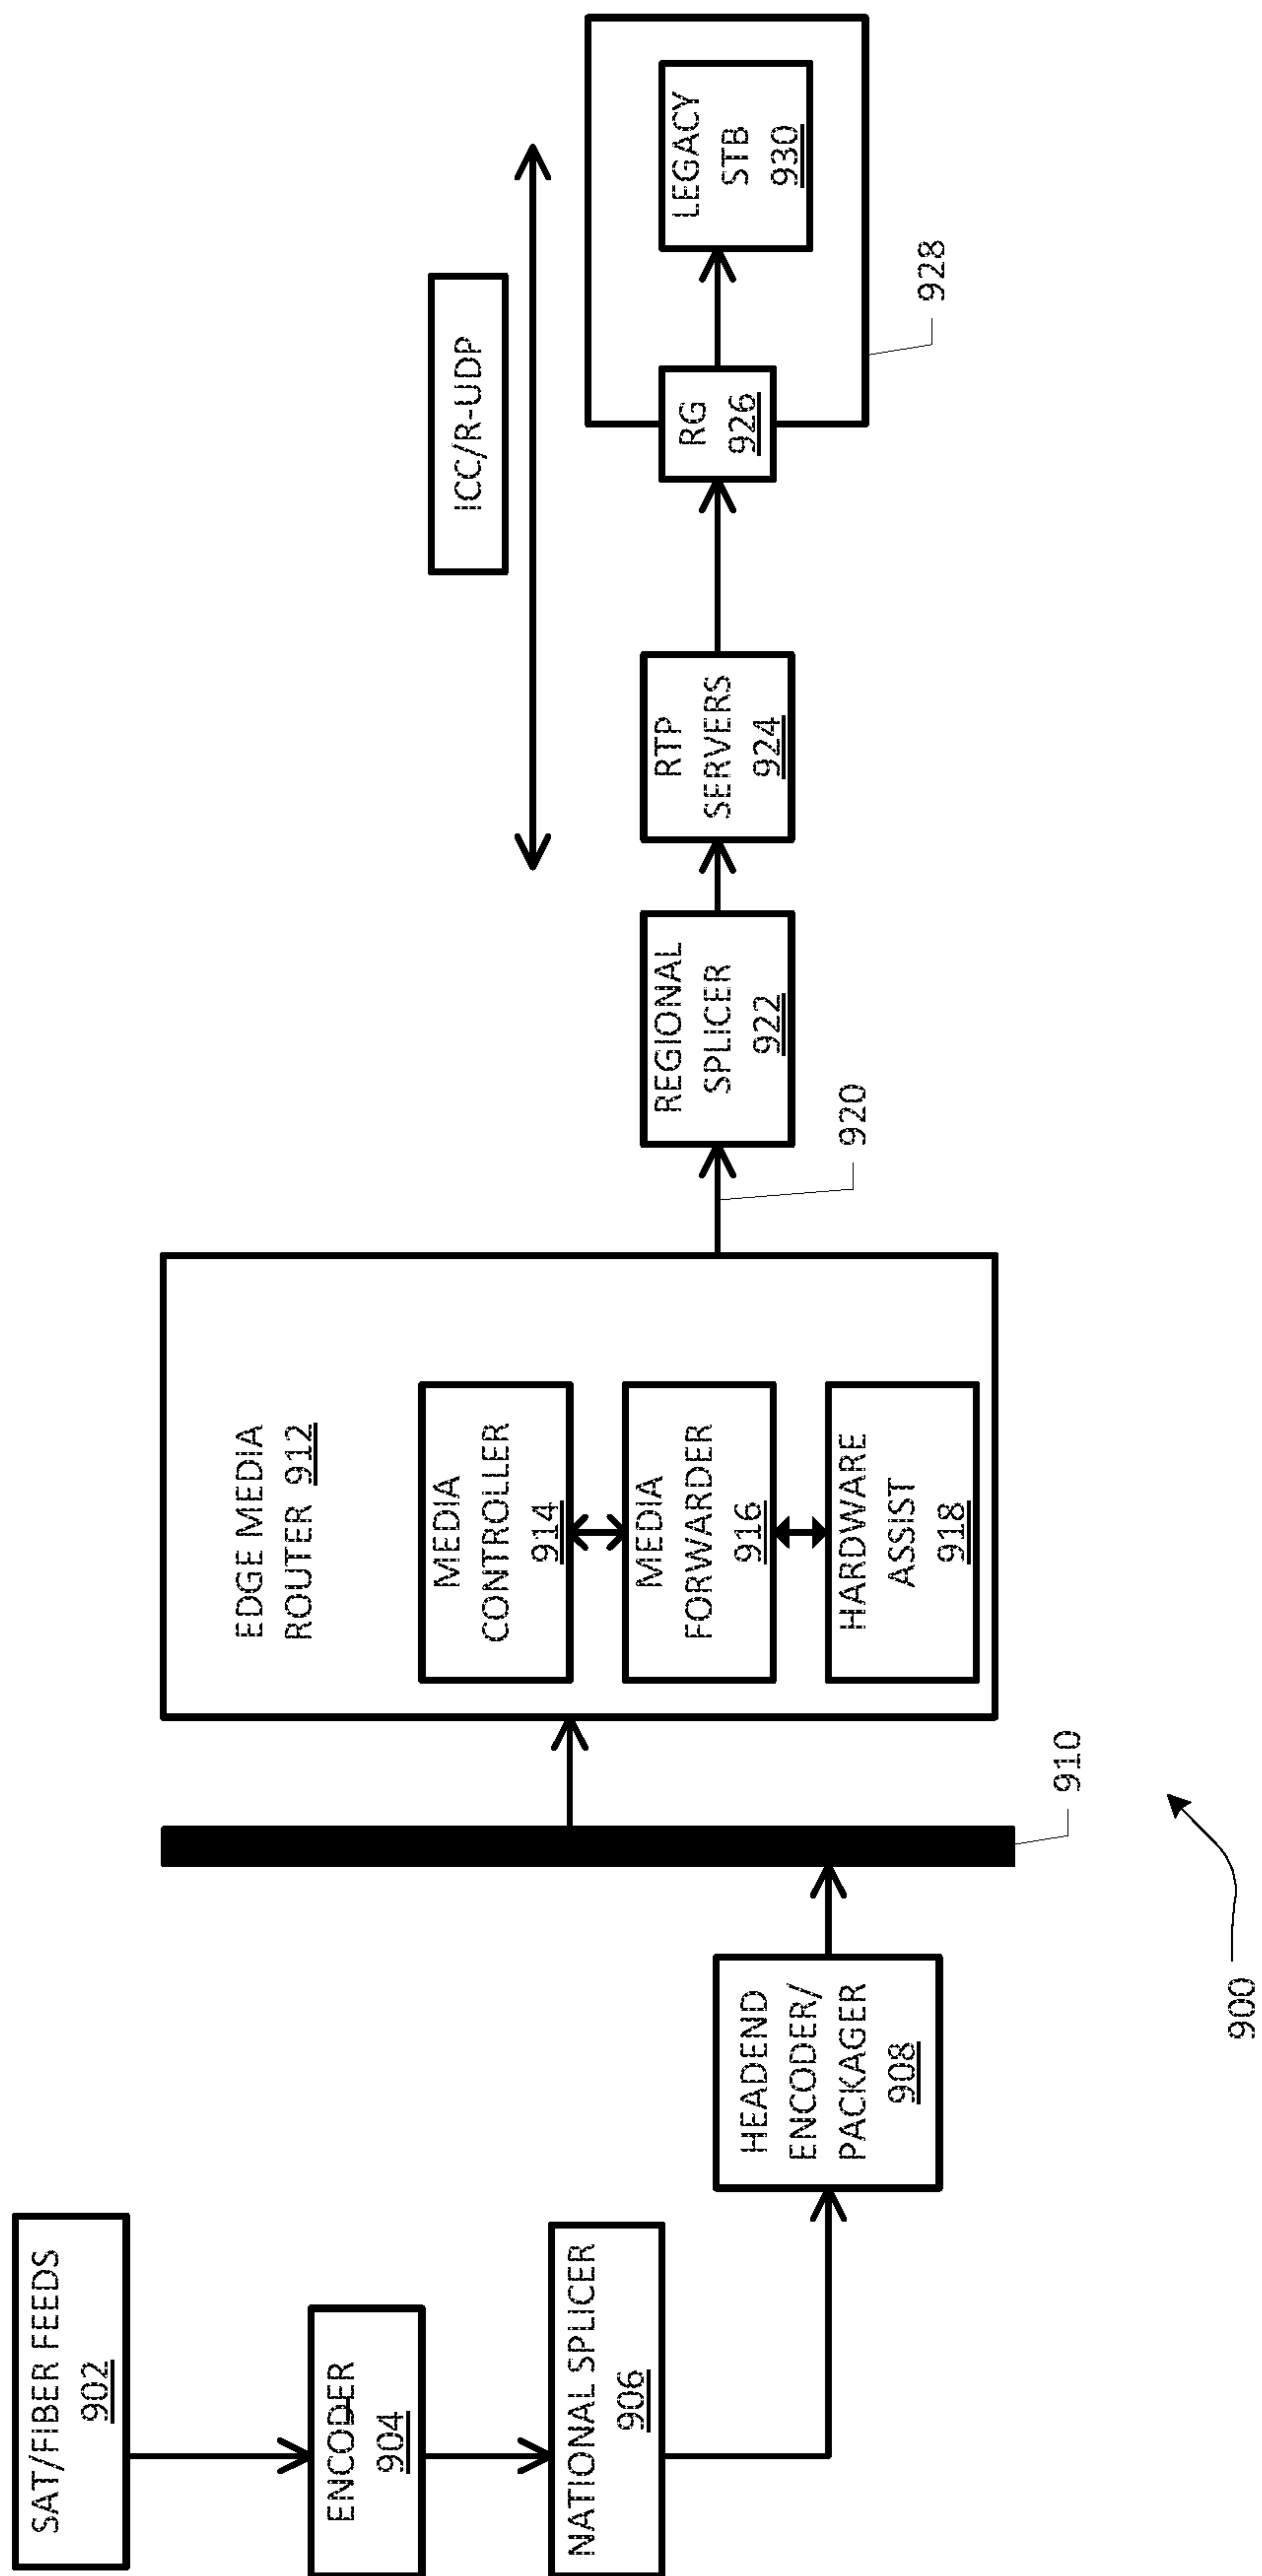 SAT/FIBER FEEDS
902
ENCODER
904
NATIONAL SPLICER
906
HEADEND
ENCODER/
PACKAGER
908
910
900
EDGE MEDIA
ROUTER 912
MEDIA
CONTROLLER
914
MEDIA
FORWARDER
916
HARDWARE
ASSIST
918
920
REGIONAL
SPLICER
922
RTP
SERVERS
924
ICC/R-UDP
RG
926
LEGACY
STB
930
928